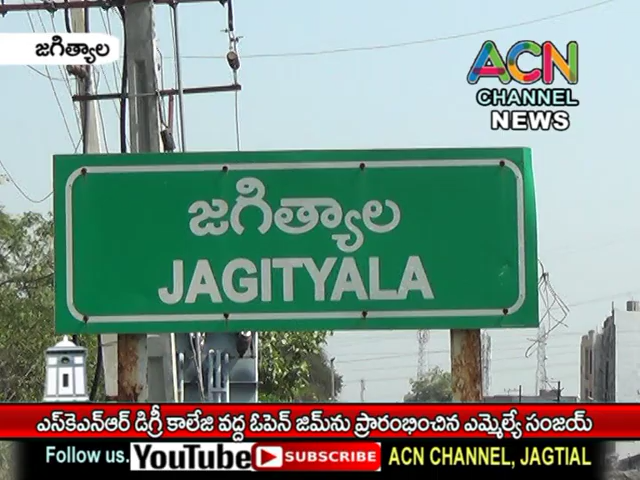 జగిత్యాల
ACN
CHANNEL
NEWS
జగిత్యాల
JAGITYALA
ఎస్‌కెఎన్ఆర్ డిగ్రీ కాలేజి వద్ద ఓపెన్ జిమ్‌ను ప్రారంభించిన ఎమ్మెల్యే సంజయ్
Follow us. YouTube SUBSCRIBE ACN CHANNEL, JAGTIAL